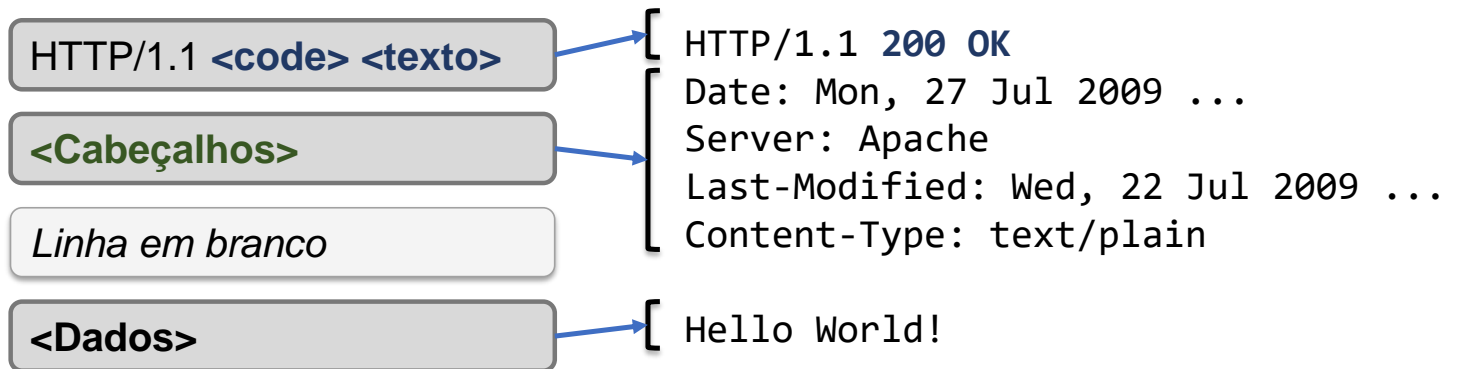 HTTP/1.1 <code> <texto>
<Cabeçalhos>
Linha em branco
<Dados>
HTTP/1.1 200 OK
Date: Mon, 27 Jul 2009 ...
Server: Apache
Last-Modified: Wed, 22 Jul 2009 ...
Content-Type: text/plain
Hello World!